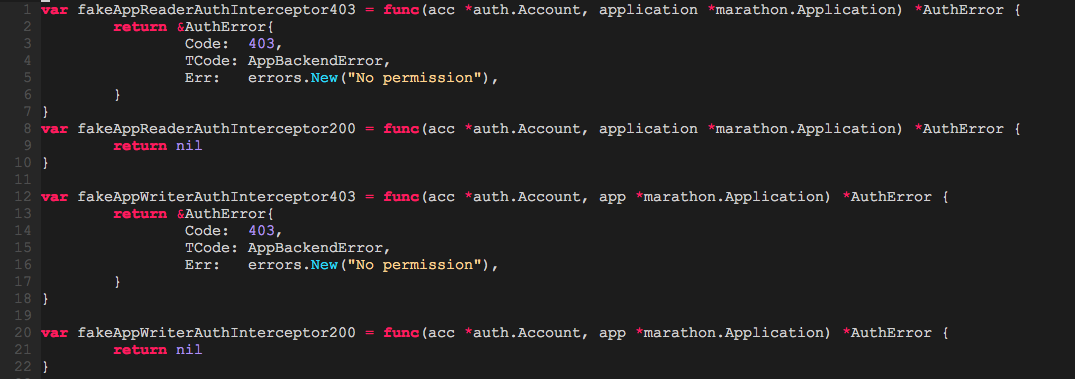 1 var fakeAppReaderAuthInterceptor403 = func(acc *auth.Account, application *marathon.Application) *AuthError {
2         return &AuthError{
3                 Code:  403,
4                 TCode: AppBackendError,
5                 Err:   errors.New("No permission"),
6         }
7 }
8 var fakeAppReaderAuthInterceptor200 = func(acc *auth.Account, application *marathon.Application) *AuthError {
9         return nil
10 }
11
12 var fakeAppWriterAuthInterceptor403 = func(acc *auth.Account, app *marathon.Application) *AuthError {
13         return &AuthError{
14                 Code:  403,
15                 TCode: AppBackendError,
16                 Err:   errors.New("No permission"),
17         }
18 }
19
20 var fakeAppWriterAuthInterceptor200 = func(acc *auth.Account, app *marathon.Application) *AuthError {
21         return nil
22 }